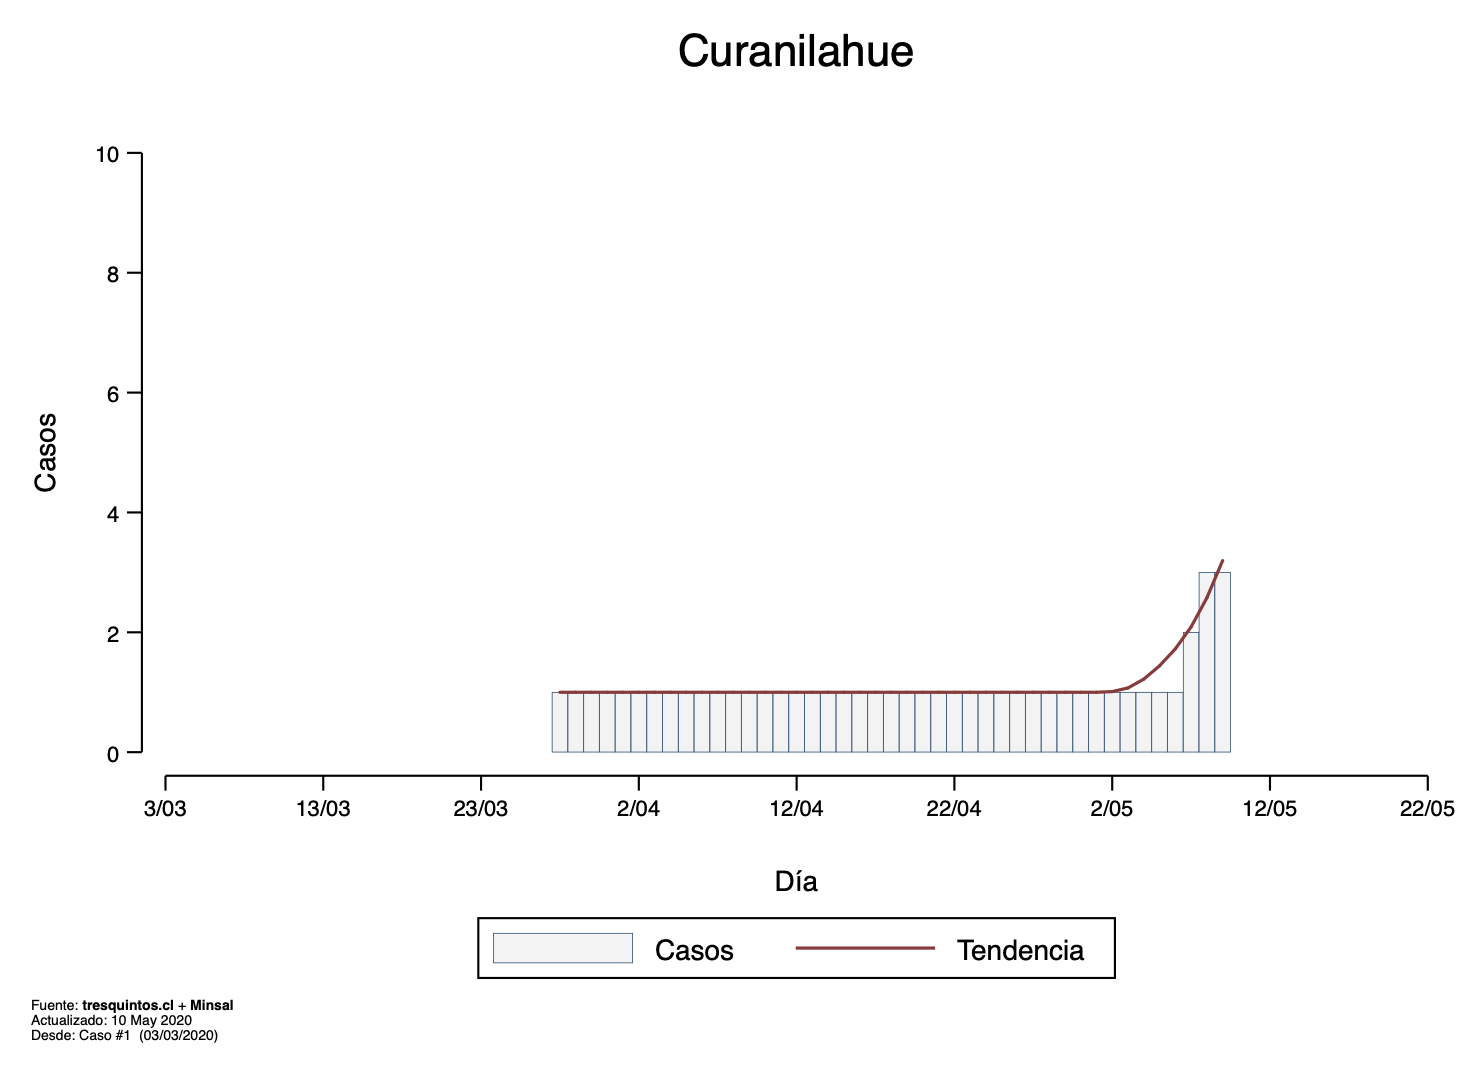 Curanilahue
10
8
6
4
2
0
Casos
3/03 13/03 23/03 2/04 12/04 22/04 2/05 12/05 22/05
Día
Casos Tendencia
Fuente: tresquintos.cl + Minsal
Actualizado: 10 May 2020
Desde: Caso #1 (03/03/2020)